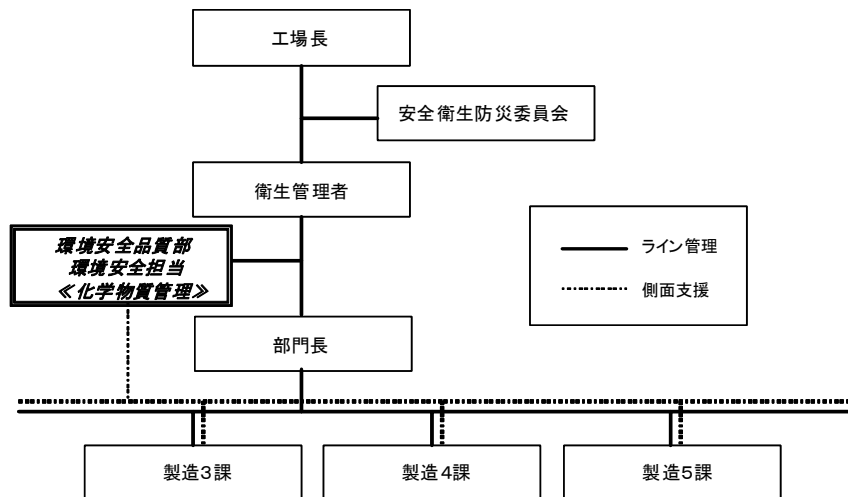 工場長
安全衛生防災委員会
衛生管理者
環境安全品質部
環境安全担当
≪化学物質管理≫
ライン管理
側面支援
部門長
製造3課
製造4課
製造5課